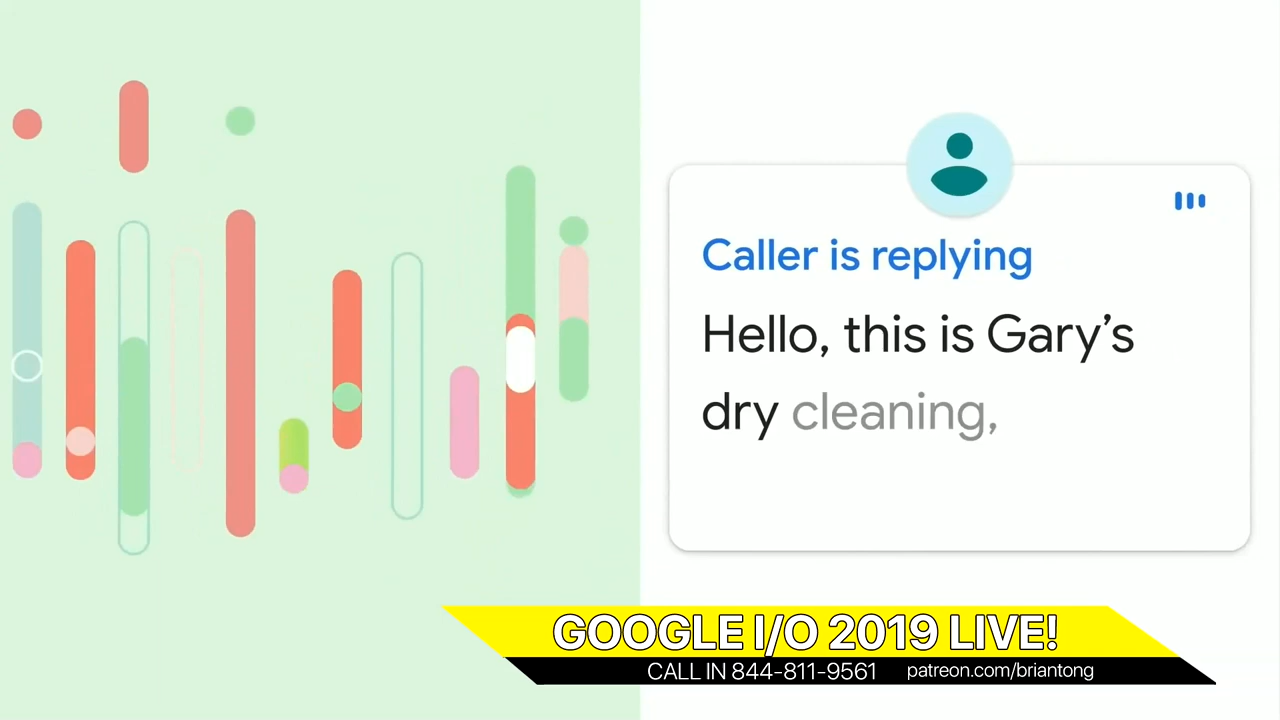 Caller is replying
Hello, this is Gary’s
dry cleaning,
GOOGLE I/O 2019 LIVE!
CALL IN 844-811-9561 patreon.com/briantong